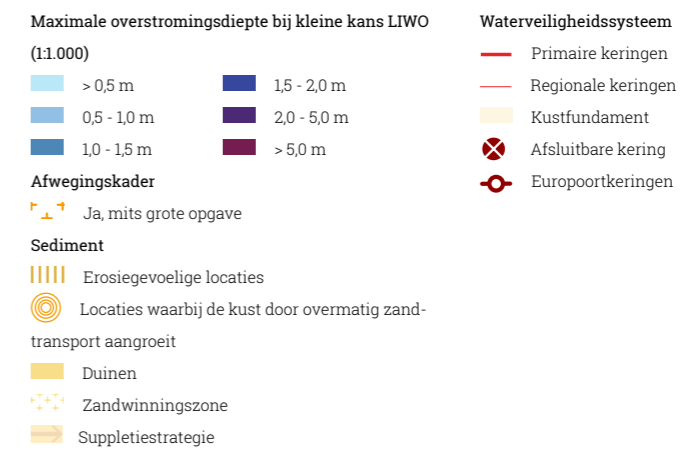 Maximale overstromingsdiepte bij kleine kans LIWO
(1:1.000)
> 0,5 m
0,5 - 1,0 m
1,0 - 1,5 m
1,5 - 2,0 m
2,0 - 5,0 m
> 5,0 m
Afwegingskader
Ja, mits grote opgave
Sediment
Erosiegevoelige locaties
Locaties waarbij de kust door overmatig zand-
transport aangroeit
Duinen
Zandwinningszone
Suppletiestrategie
Waterveiligheidssysteem
Primaire keringen
Regionale keringen
Kustfundament
Afsluitbare kering
Europoortkeringen